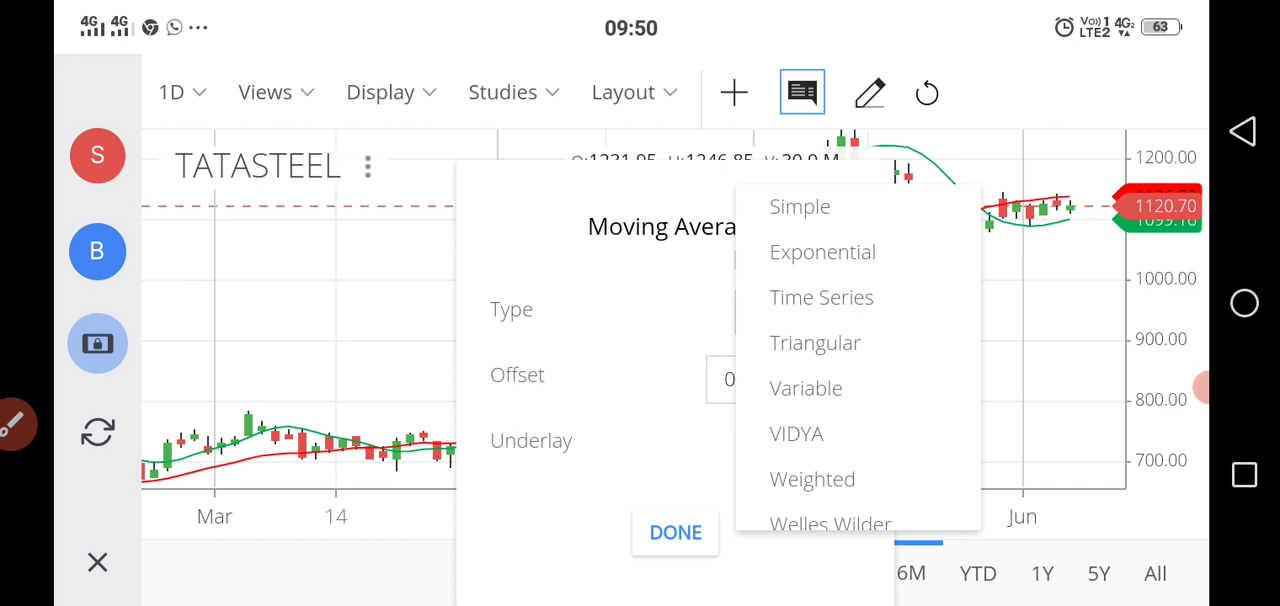 4G 4G
09:50
Vo)) 1 4G2
LTE2
63
1D Views Display Studies Layout
S
TATASTEEL
1200.00
Moving Avera
Simple
1120.70
B
Exponential
Time Series
1000.00
Type
Triangular
900.00
Offset
0
Variable
800.00
Underlay
VIDYA
700.00
Weighted
Mar 14 Jun
Welles Wilder
DONE
6M YTD 1Y 5Y All